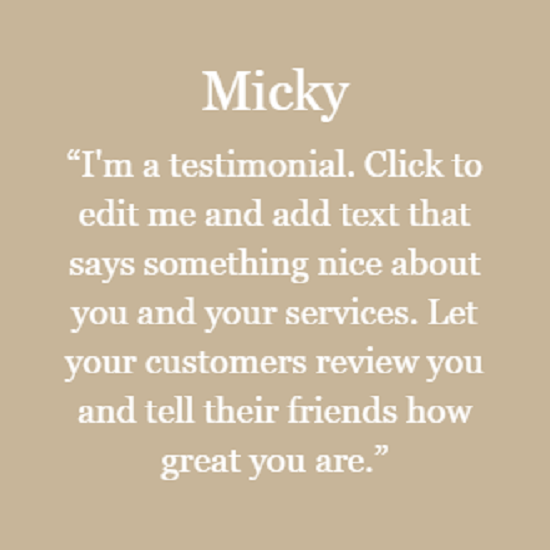 Micky
“I'm a testimonial. Click to
edit me and add text that
says something nice about
you and your services. Let
your customers review you
and tell their friends how
great you are.”